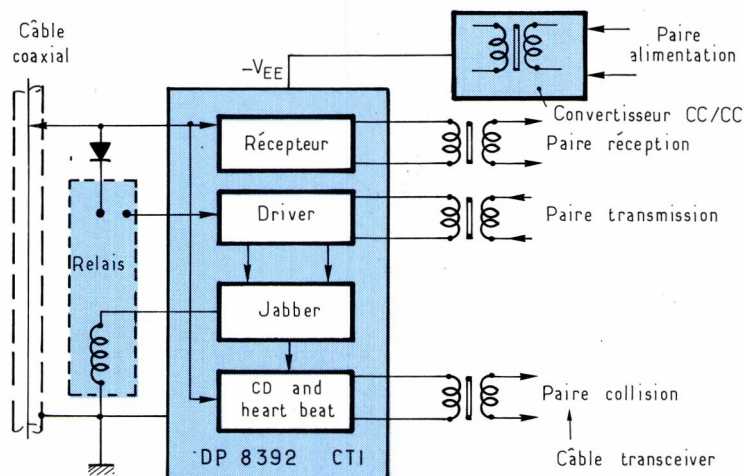 Câble
coaxial
-VEE
Paire
alimentation
Convertisseur CC/CC
Récepteur
Paire réception
Driver
Paire transmission
Relais
Jabber
CD and
heart beat
Paire collision
DP 8392 CTI
Câble transceiver